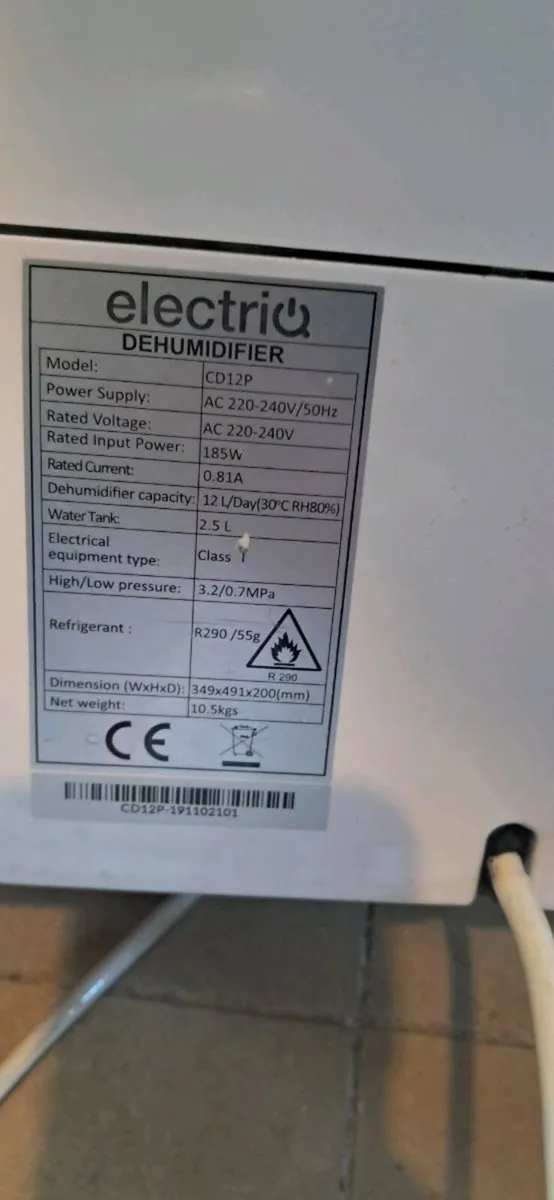 electriq
DEHUMIDIFIER
Model: CD12P
Power Supply: AC 220-240V/50Hz
Rated Voltage: AC 220-240V
Rated Input Power: 185W
Rated Current: 0.81A
Dehumidifier capacity: 12 L/Day(30°C RH80%)
Water Tank: 2.5 L
Electrical
equipment type: Class I
High/Low pressure: 3.2/0.7MPa
Refrigerant : R290 /55g
R 290
Dimension (WxHxD): 349x491x200(mm)
Net weight: 10.5kgs
CE
CD12P-191102101